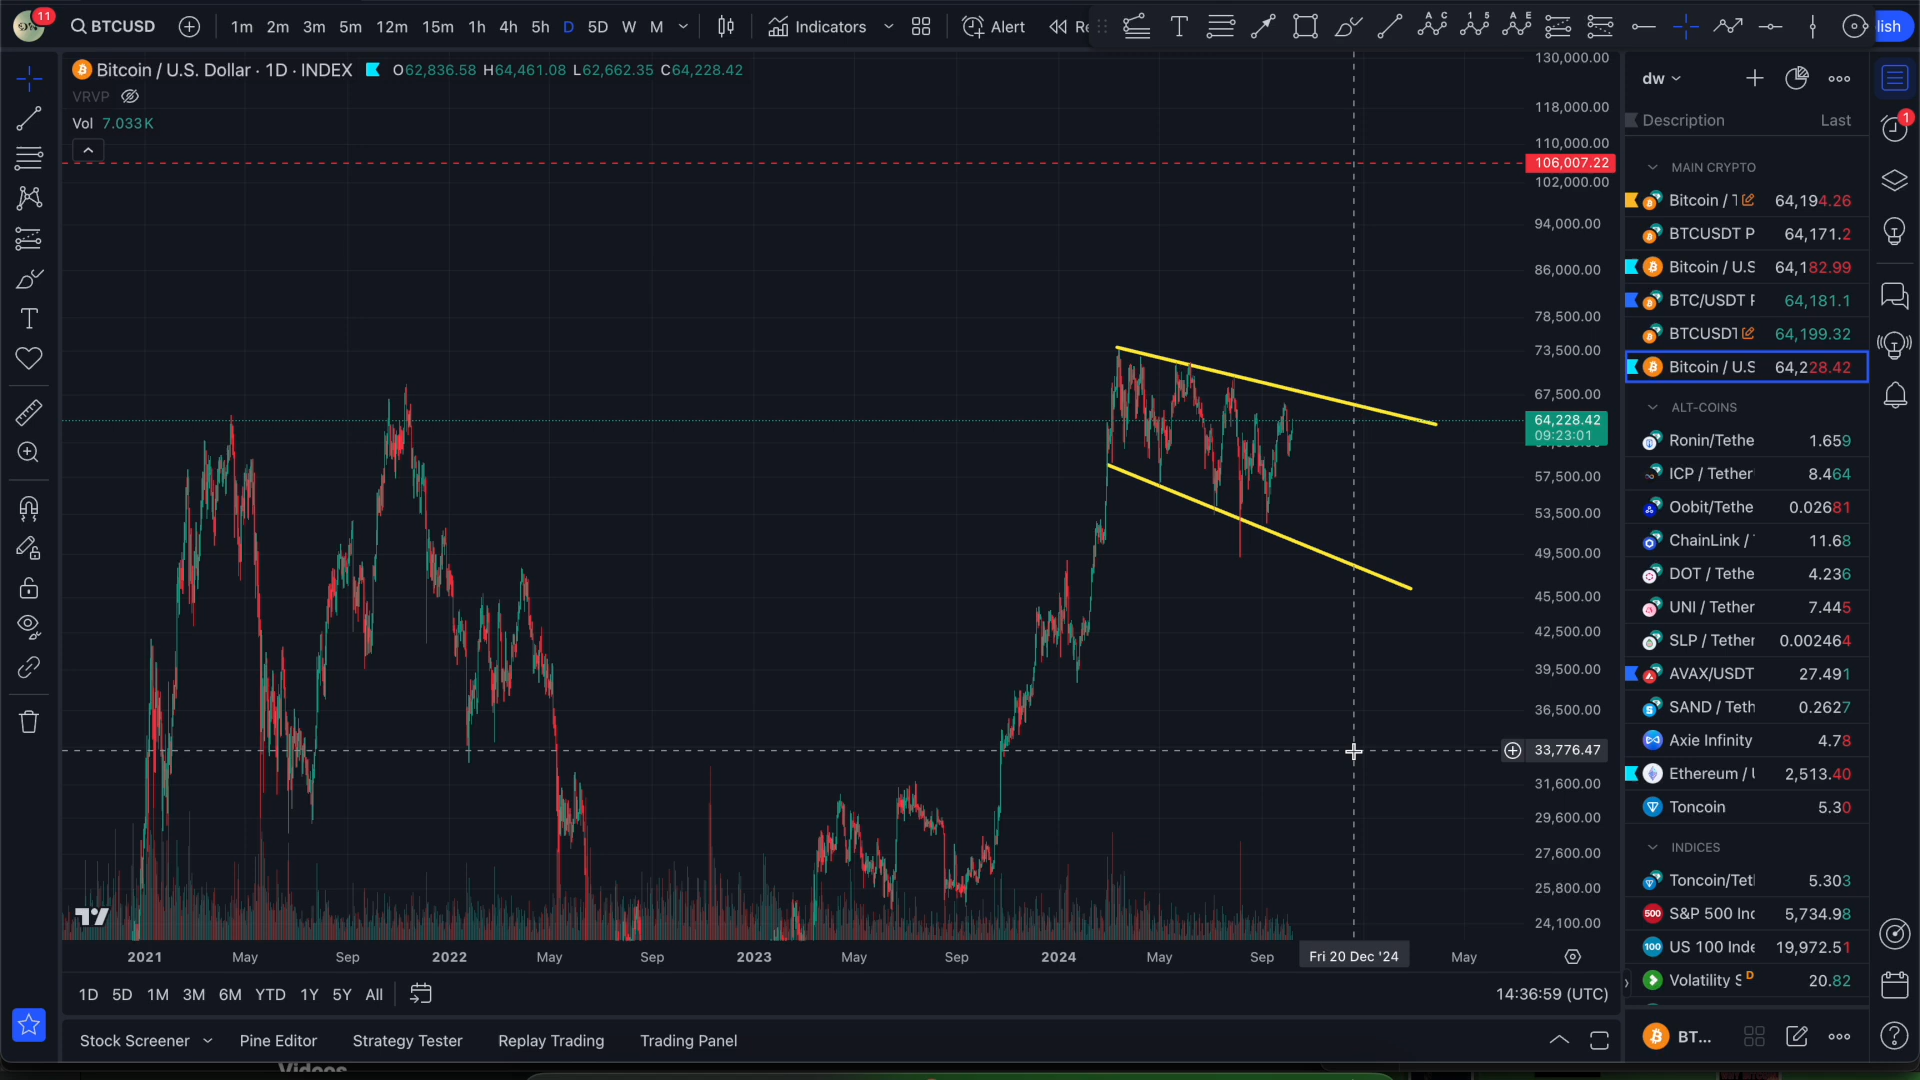 11
BTCUSD
1m 2m 3m 5m 12m 15m 1h 4h 5h D 5D W M
Indicators
Alert
Re
lish
Bitcoin / U.S. Dollar · 1D · INDEX
O62,836.58 H64,461.08 L62,662.35 C64,228.42
VRVP
Vol 7.033K
130,000.00
118,000.00
110,000.00
106,007.22
102,000.00
94,000.00
86,000.00
78,500.00
73,500.00
67,500.00
64,228.42
09:23:01
57,500.00
53,500.00
49,500.00
45,500.00
42,500.00
39,500.00
36,500.00
33,776.47
31,600.00
29,600.00
27,600.00
25,800.00
24,100.00
2021 May Sep 2022 May Sep 2023 May Sep 2024 May Sep Fri 20 Dec '24 May
1D 5D 1M 3M 6M YTD 1Y 5Y All
14:36:59 (UTC)
Stock Screener Pine Editor Strategy Tester Replay Trading Trading Panel
Videos
dw
1
Description Last
MAIN CRYPTO
Bitcoin / T 64,194.26
BTCUSDT P 64,171.2
Bitcoin / U.S 64,182.99
BTC/USDT F 64,181.1
BTCUSDT 64,199.32
Bitcoin / U.S 64,228.42
ALT-COINS
Ronin/Tethe 1.659
ICP / Tether 8.464
Oobit/Tethe 0.02681
ChainLink / 11.68
DOT / Tethe 4.236
UNI / Tether 7.445
SLP / Tether 0.002464
AVAX/USDT 27.491
SAND / Teth 0.2627
Axie Infinity 4.78
Ethereum / U 2,513.40
Toncoin 5.30
INDICES
Toncoin/Tetl 5.303
500 S&P 500 Inc 5,734.98
100 US 100 Inde 19,972.51
Volatility S D 20.82
BT...